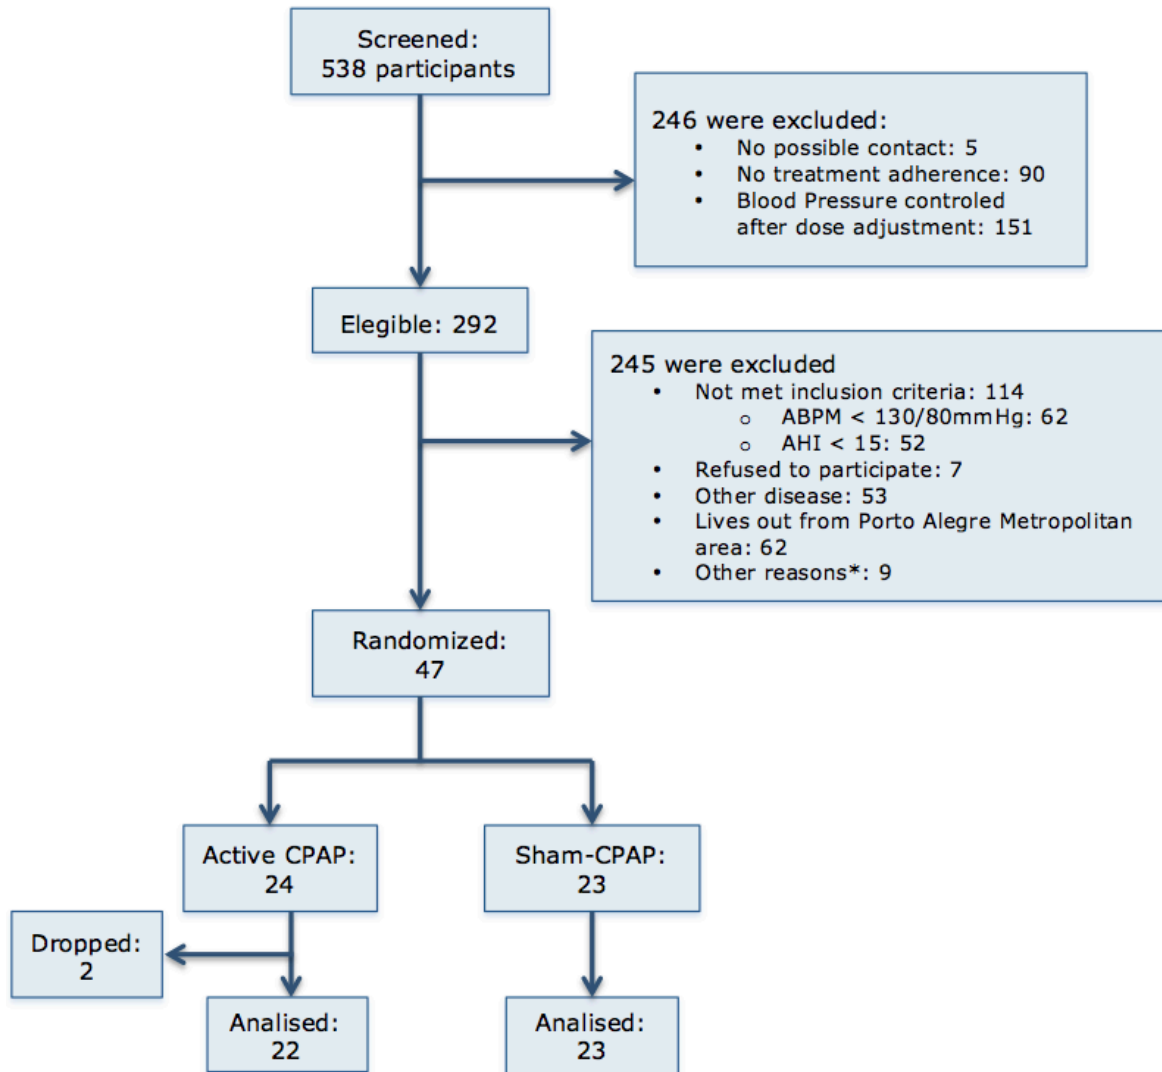 Screened:
538 participants
246 were excluded:
• No possible contact: 5
• No treatment adherence: 90
• Blood Pressure controled
after dose adjustment: 151
Elegible: 292
245 were excluded
• Not met inclusion criteria: 114
o ABPM < 130/80mmHg: 62
o AHI < 15: 52
• Refused to participate: 7
• Other disease: 53
• Lives out from Porto Alegre Metropolitan
area: 62
• Other reasons*: 9
Randomized:
47
Active CPAP:
24
Sham-CPAP:
23
Dropped:
2
Analised:
22
Analised:
23